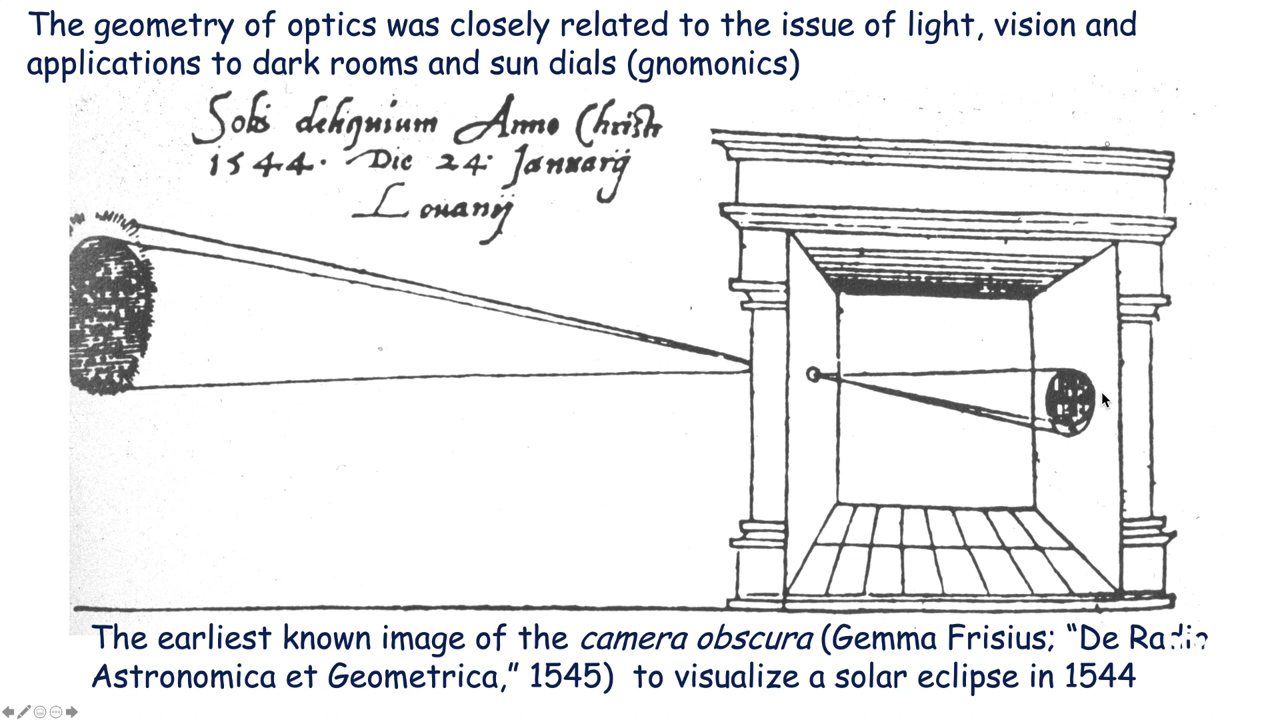 The geometry of optics was closely related to the issue of light, vision and
applications to dark rooms and sun dials (gnomonics)
Solis deliquium Anno Christi
1544. Die 24: Januarij
Louanij
The earliest known image of the camera obscura (Gemma Frisius; “De Radio
Astronomica et Geometrica,” 1545) to visualize a solar eclipse in 1544